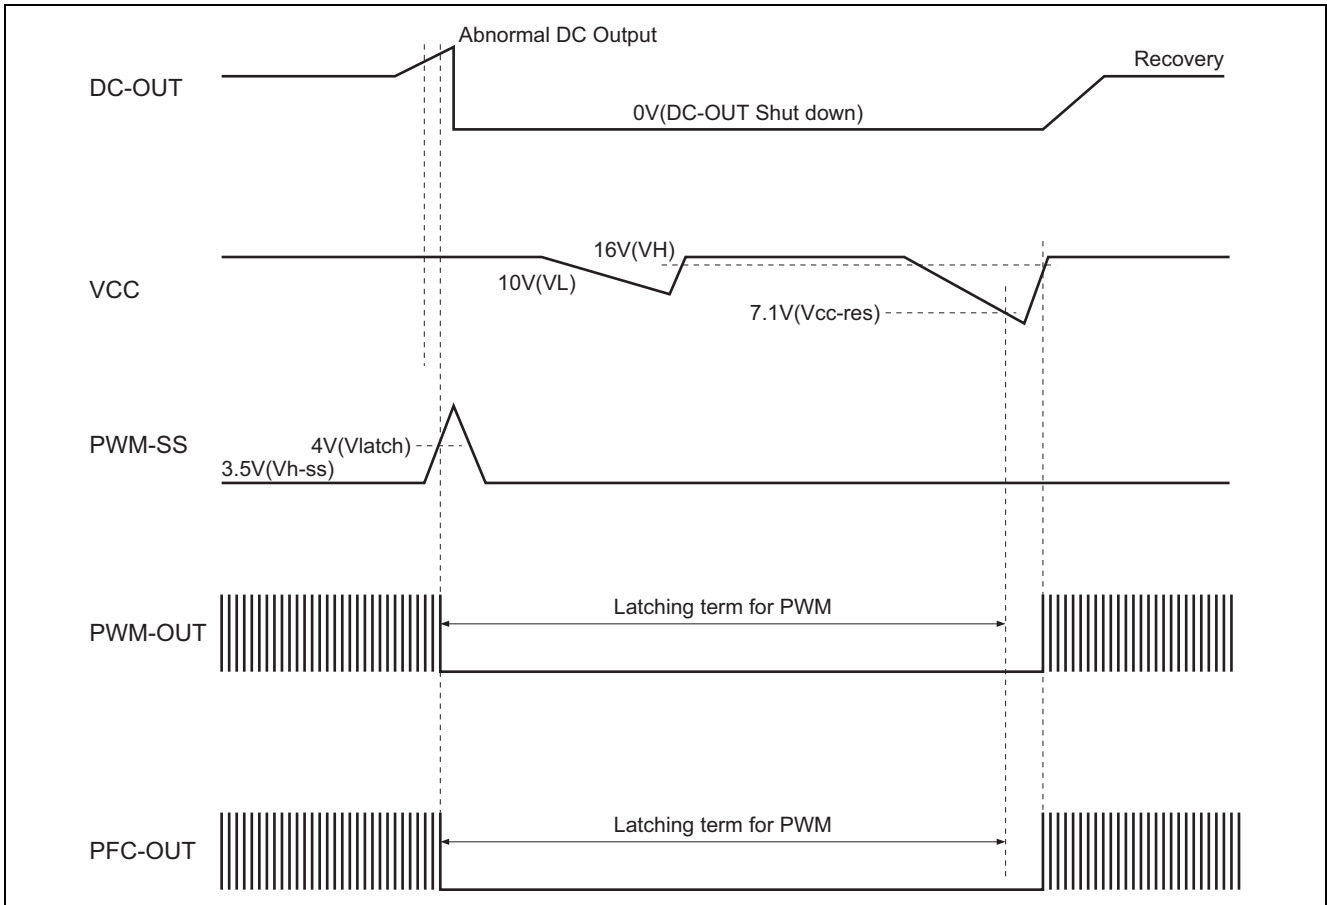 Abnormal DC Output
Recovery
DC-OUT
0V(DC-OUT Shut down)
16V(VH)
10V(VL)
VCC
7.1V(Vcc-res)
PWM-SS
4V(Vlatch)
3.5V(Vh-ss)
Latching term for PWM
PWM-OUT
Latching term for PWM
PFC-OUT